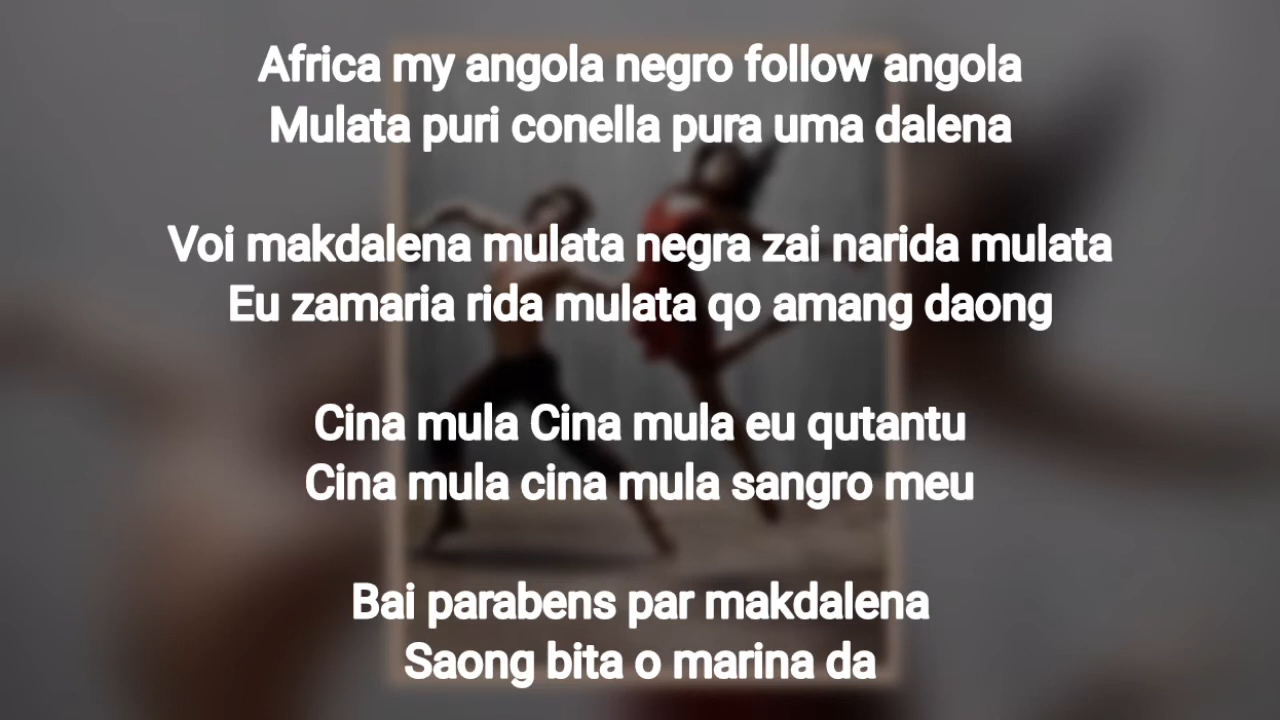 Africa my angola negro follow angola
Mulata puri conella pura uma dalena
Voi makdalena mulata negra zai narida mulata
Eu zamaria rida mulata qo amang daong
Cina mula Cina mula eu qutantu
Cina mula cina mula sangro meu
Bai parabens par makdalena
Saong bita o marina da